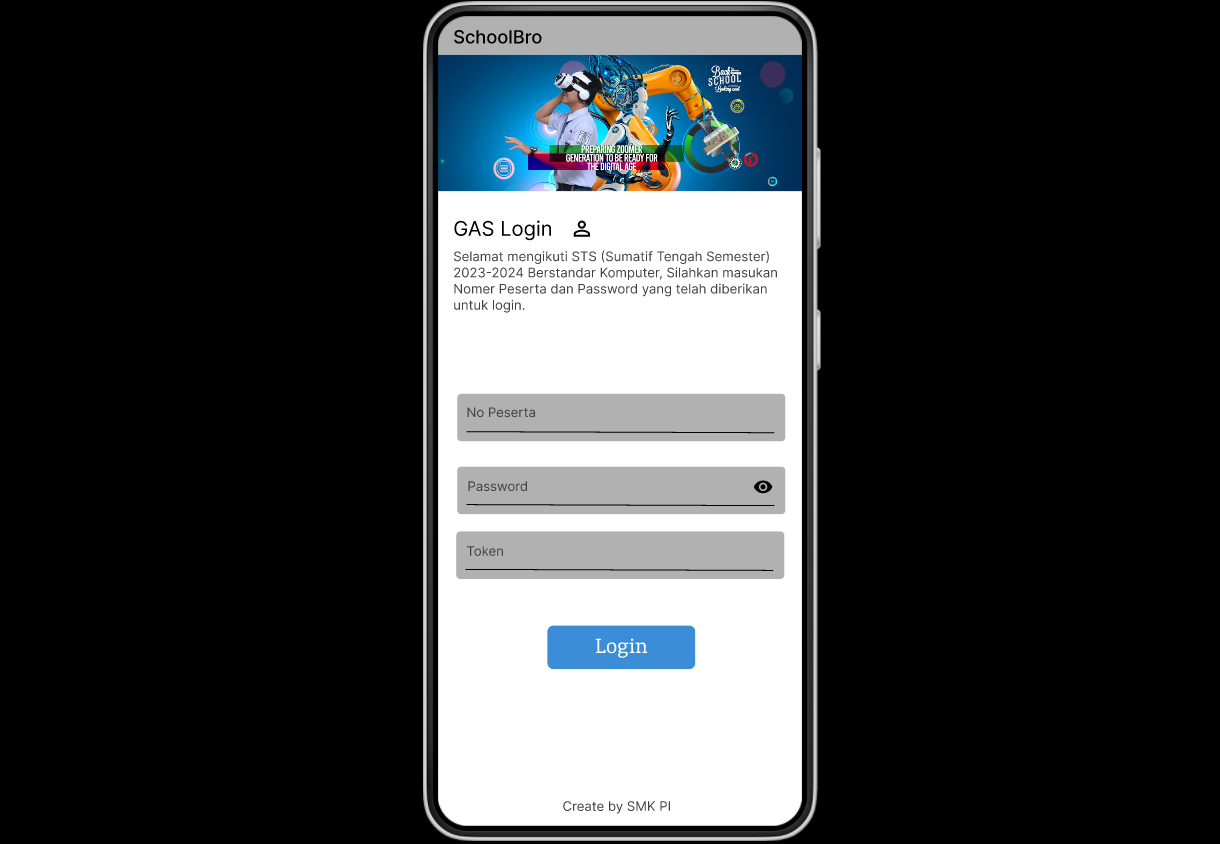 SchoolBro
Back to
SCHOOL
PREPARING ZOOMER
GENERATION TO BE READY FOR
THE DIGITAL AGE
GAS Login
Selamat mengikuti STS (Sumatif Tengah Semester)
2023-2024 Berstandar Komputer, Silahkan masukan
Nomer Peserta dan Password yang telah diberikan
untuk login.
No Peserta
Password
Token
Login
Create by SMK PI